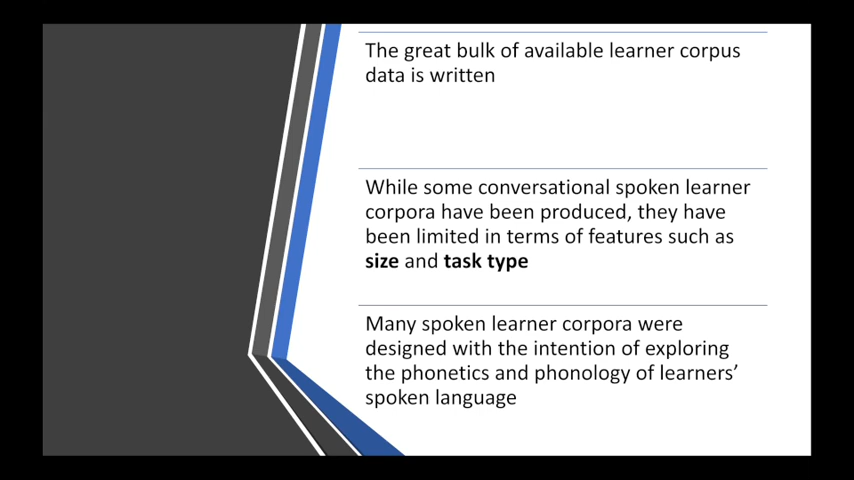 The great bulk of available learner corpus
data is written
While some conversational spoken learner
corpora have been produced, they have
been limited in terms of features such as
size and task type
Many spoken learner corpora were
designed with the intention of exploring
the phonetics and phonology of learners’
spoken language